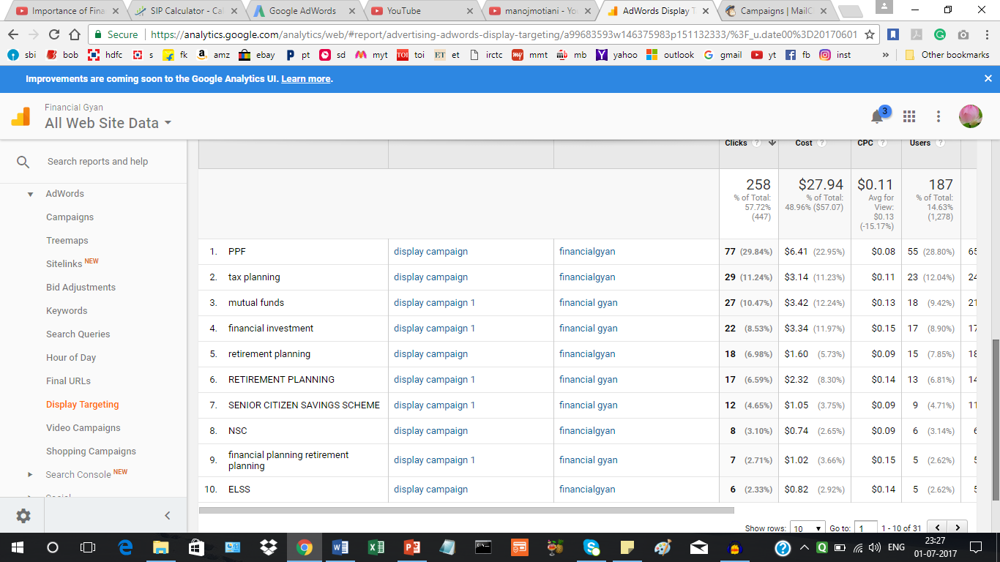 Importance of Fina
SIP Calculator - Cal
Google AdWords
YouTube
manojmotiani - Yo
AdWords Display T
Campaigns | MailC
Secure https://analytics.google.com/analytics/web/#report/advertising-adwords-display-targeting/a99683593w146375983p151132333/%3F_u.date00%3D20170601
sbi bob hdfc s fk amz ebay pt sd myt toi et irctc mmt mb yahoo outlook gmail yt fb inst » Other bookmarks
Improvements are coming soon to the Google Analytics UI. Learn more.
Financial Gyan
All Web Site Data
3
Search reports and help
AdWords
Campaigns
Treemaps
Sitelinks NEW
Bid Adjustments
Keywords
Search Queries
Hour of Day
Final URLs
Display Targeting
Video Campaigns
Shopping Campaigns
Search Console NEW
Clicks ? Cost ? CPC ? Users ?
258 $27.94 $0.11 187
% of Total: % of Total: Avg for % of Total:
57.72% 48.96% ($57.07) View: 14.63%
(447) $0.13 (1,278)
(-15.17%)
1. PPF display campaign financialgyan 77 (29.84%) $6.41 (22.95%) $0.08 55 (28.80%) 65
2. tax planning display campaign financialgyan 29 (11.24%) $3.14 (11.23%) $0.11 23 (12.04%) 24
3. mutual funds display campaign 1 financial gyan 27 (10.47%) $3.42 (12.24%) $0.13 18 (9.42%) 21
4. financial investment display campaign 1 financial gyan 22 (8.53%) $3.34 (11.97%) $0.15 17 (8.90%) 17
5. retirement planning display campaign financialgyan 18 (6.98%) $1.60 (5.73%) $0.09 15 (7.85%) 18
6. RETIREMENT PLANNING display campaign 1 financial gyan 17 (6.59%) $2.32 (8.30%) $0.14 13 (6.81%) 14
7. SENIOR CITIZEN SAVINGS SCHEME display campaign 1 financial gyan 12 (4.65%) $1.05 (3.75%) $0.09 9 (4.71%) 11
8. NSC display campaign financialgyan 8 (3.10%) $0.74 (2.65%) $0.09 6 (3.14%)
9. financial planning retirement planning display campaign 1 financial gyan 7 (2.71%) $1.02 (3.66%) $0.15 5 (2.62%)
10. ELSS display campaign financialgyan 6 (2.33%) $0.82 (2.92%) $0.14 5 (2.62%)
Show rows: 10 Go to: 1 1 - 10 of 31
ENG
23:27
01-07-2017